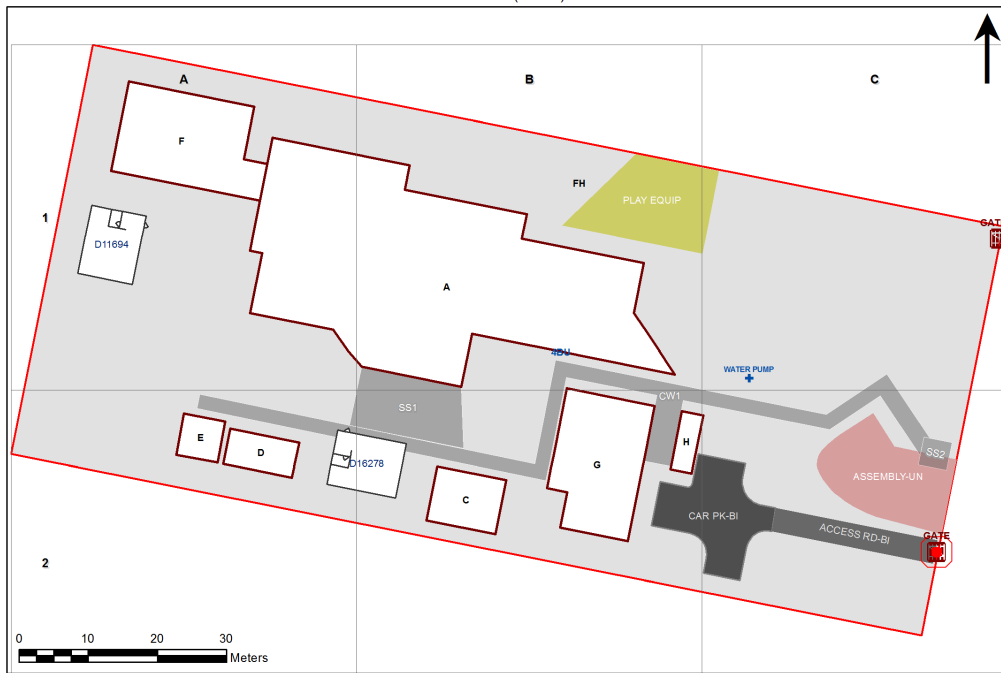 A
B
C
F
FH
PLAY EQUIP
1
D11694
GATE
A
4BU
WATER PUMP
SS1
CW1
E
D
D16278
H
G
SS2
C
ASSEMBLY-UN
CAR PK-BI
ACCESS RD-BI
GATE
2
0 10 20 30
Meters